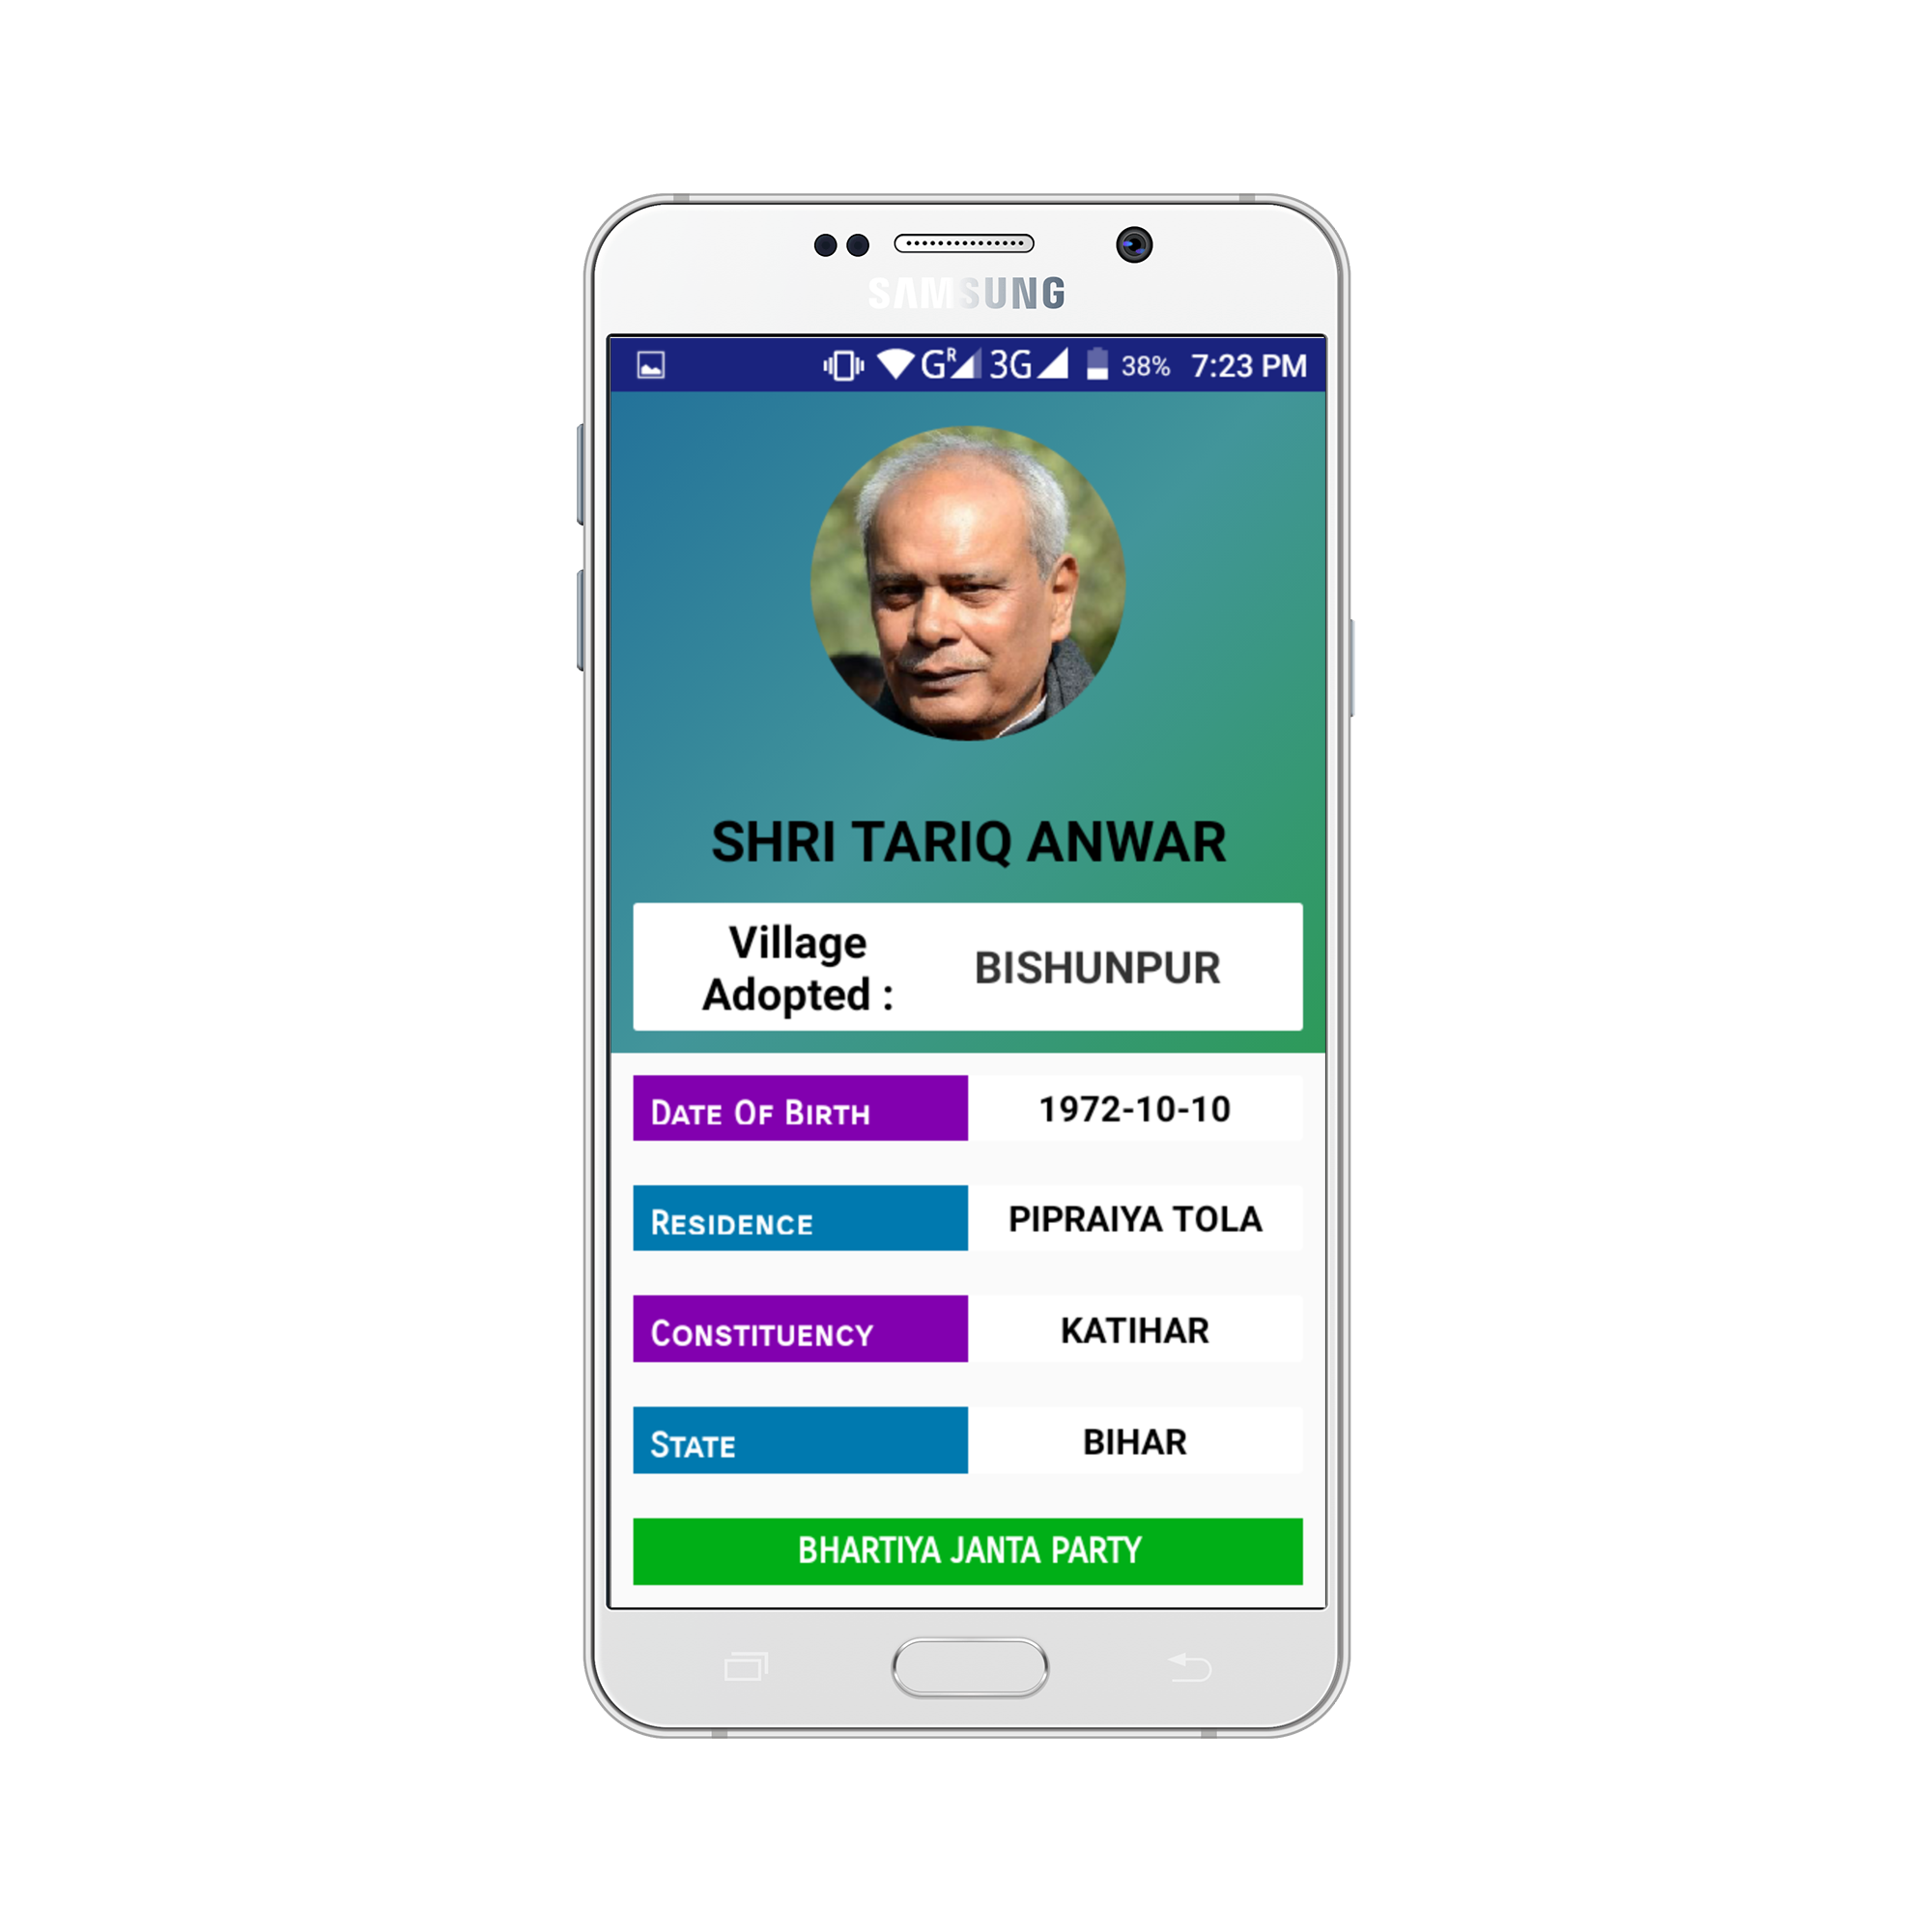 SAMSUNG
GR 3G 38% 7:23 PM
SHRI TARIQ ANWAR
Village
Adopted :
BISHUNPUR
DATE OF BIRTH 1972-10-10
RESIDENCE PIPRAIYA TOLA
CONSTITUENCY KATIHAR
STATE BIHAR
BHARTIYA JANTA PARTY